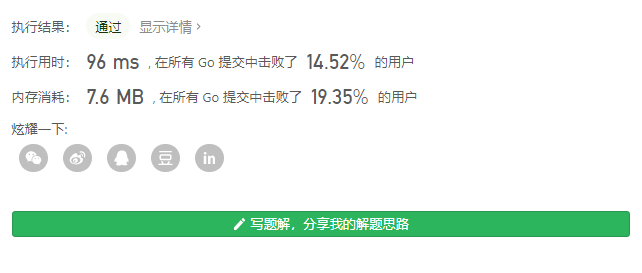 执行结果： 通过 显示详情 ›
执行用时： 96 ms , 在所有 Go 提交中击败了 14.52% 的用户
内存消耗： 7.6 MB , 在所有 Go 提交中击败了 19.35% 的用户
炫耀一下:
豆 in
写题解，分享我的解题思路